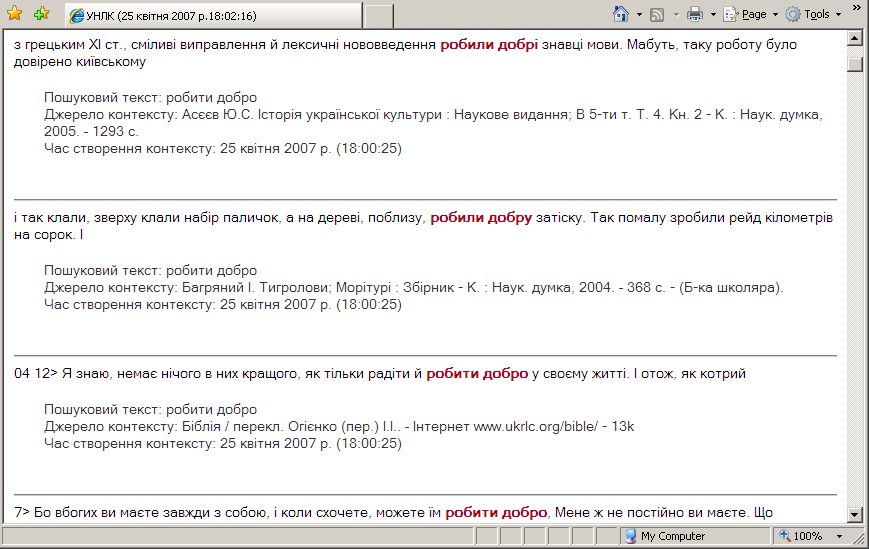 УНЛК (25 квітня 2007 р.18:02:16)
Page
Tools
з грецьким XI ст., сміливі виправлення й лексичні нововведення робили добрі знавці мови. Мабуть, таку роботу було
довірено київському
Пошуковий текст: робити добро
Джерело контексту: Асєєв Ю.С. Історія української культури : Наукове видання; В 5-ти т. Т. 4. Кн. 2 - К. : Наук. думка,
2005. - 1293 с.
Час створення контексту: 25 квітня 2007 р. (18:00:25)
і так клали, зверху клали набір паличок, а на дереві, поблизу, робили добру затіску. Так помалу зробили рейд кілометрів
на сорок. І
Пошуковий текст: робити добро
Джерело контексту: Багряний І. Тигролови; Морітурі : Збірник - К. : Наук. думка, 2004. - 368 с. - (Б-ка школяра).
Час створення контексту: 25 квітня 2007 р. (18:00:25)
04 12> Я знаю, немає нічого в них кращого, як тільки радіти й робити добро у своєму житті. І отож, як котрий
Пошуковий текст: робити добро
Джерело контексту: Біблія / перекл. Огієнко (пер.) І.І.. - Інтернет www.ukrlc.org/bible/ - 13k
Час створення контексту: 25 квітня 2007 р. (18:00:25)
7> Бо вбогих ви маєте завжди з собою, і коли схочете, можете їм робити добро, Мене ж не постійно ви маєте. Що
My Computer
100%